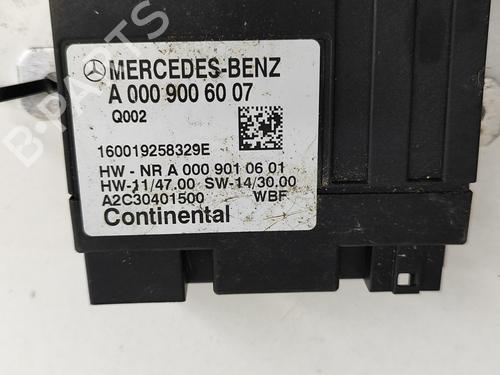 MERCEDES-BENZ
A 000 900 60 07
Q002
160019258329E
HW - NR A 000 901 06 01
HW-11/47.00 SW-14/30.00
A2C30401500 WBF
Continental
B-PARTS